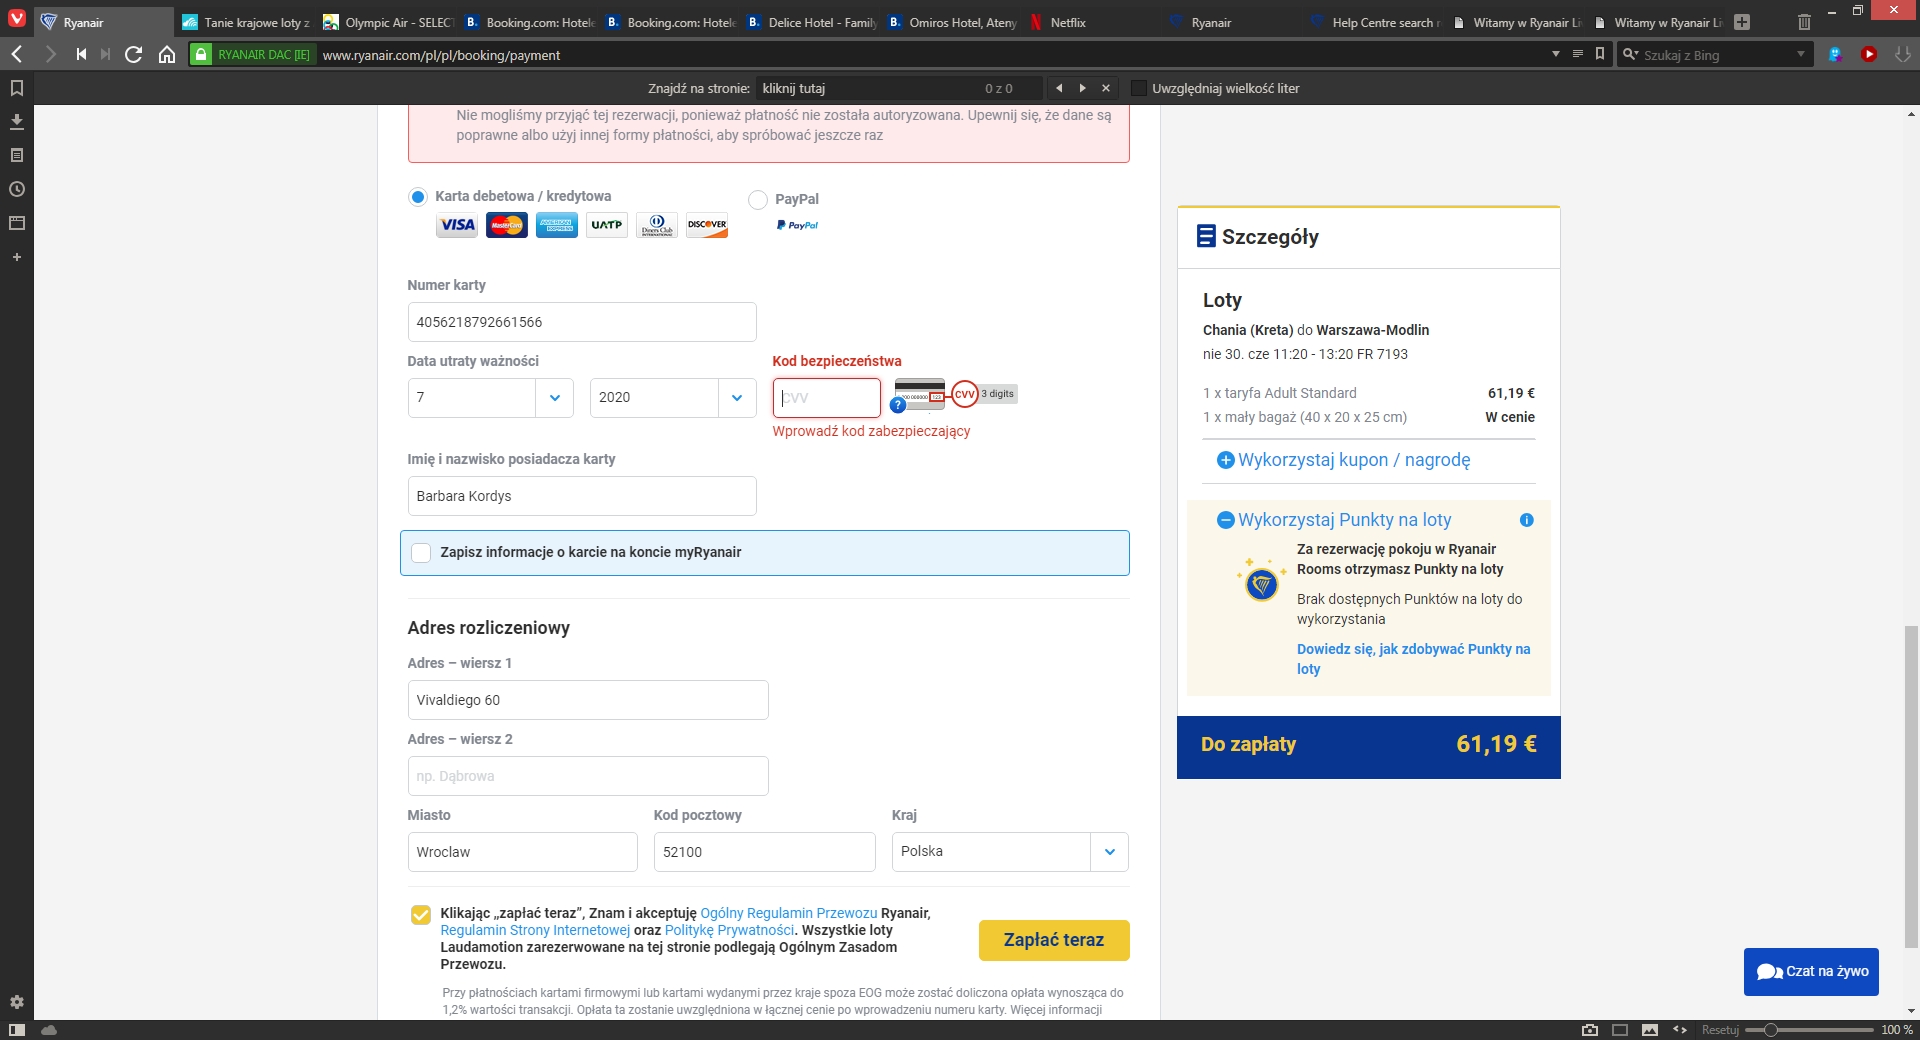 Ryanair
Tanie krajowe loty z
Olympic Air - SELECT
Booking.com: Hotele
Booking.com: Hotele
Delice Hotel - Family
Omiros Hotel, Ateny
Netflix
Ryanair
Help Centre search r
Witamy w Ryanair Li
Witamy w Ryanair Li
RYANAIR DAC [IE]
www.ryanair.com/pl/pl/booking/payment
Szukaj z Bing
Znajdź na stronie:
kliknij tutaj
0 z 0
Uwzględniaj wielkość liter
Nie mogliśmy przyjąć tej rezerwacji, ponieważ płatność nie została autoryzowana. Upewnij się, że dane są
poprawne albo użyj innej formy płatności, aby spróbować jeszcze raz
Karta debetowa / kredytowa
PayPal
VISA
MasterCard
AMERICAN EXPRESS
UATP
Diners Club INTERNATIONAL
DISCOVER
PayPal
Numer karty
4056218792661566
Data utraty ważności
Kod bezpieczeństwa
7
2020
CVV
CVV
3 digits
Wprowadź kod zabezpieczający
Imię i nazwisko posiadacza karty
Barbara Kordys
Zapisz informacje o karcie na koncie myRyanair
Adres rozliczeniowy
Adres – wiersz 1
Vivaldiego 60
Adres – wiersz 2
np. Dąbrowa
Miasto
Kod pocztowy
Kraj
Wroclaw
52100
Polska
Klikając „zapłać teraz”, Znam i akceptuję Ogólny Regulamin Przewozu Ryanair,
Regulamin Strony Internetowej oraz Politykę Prywatności. Wszystkie loty
Laudamotion zarezerwowane na tej stronie podlegają Ogólnym Zasadom
Przewozu.
Zapłać teraz
Przy płatnościach kartami firmowymi lub kartami wydanymi przez kraje spoza EOG może zostać doliczona opłata wynosząca do
1,2% wartości transakcji. Opłata ta zostanie uwzględniona w łącznej cenie po wprowadzeniu numeru karty. Więcej informacji
Szczegóły
Loty
Chania (Kreta) do Warszawa-Modlin
nie 30. cze 11:20 - 13:20 FR 7193
1 x taryfa Adult Standard
61,19 €
1 x mały bagaż (40 x 20 x 25 cm)
W cenie
Wykorzystaj kupon / nagrodę
Wykorzystaj Punkty na loty
Za rezerwację pokoju w Ryanair
Rooms otrzymasz Punkty na loty
Brak dostępnych Punktów na loty do
wykorzystania
Dowiedz się, jak zdobywać Punkty na
loty
Do zapłaty
61,19 €
Czat na żywo
Resetuj
100 %